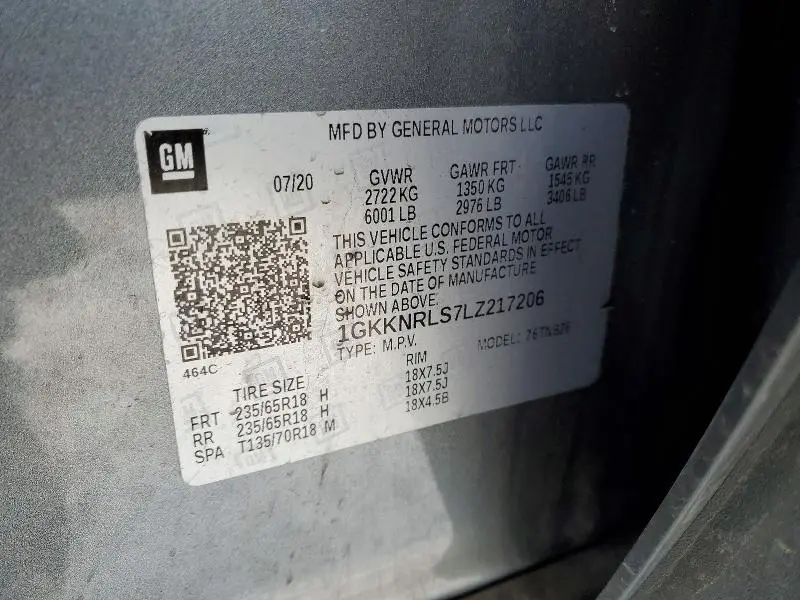 MFD BY GENERAL MOTORS LLC
GM
07/20
GVWR GAWR FRT GAWR RR
2722 KG 1350 KG 1545 KG
6001 LB 2976 LB 3406 LB
THIS VEHICLE CONFORMS TO ALL
APPLICABLE U.S. FEDERAL MOTOR
VEHICLE SAFETY STANDARDS IN EFFECT
ON THE DATE OF MANUFACTURE
SHOWN ABOVE.
1GKKNRLS7LZ217206
TYPE: M.P.V. MODEL:
464C
TIRE SIZE RIM
FRT 235/65R18 H 18X7.5J
RR 235/65R18 H 18X7.5J
SPA T135/70R18 M 18X4.5B